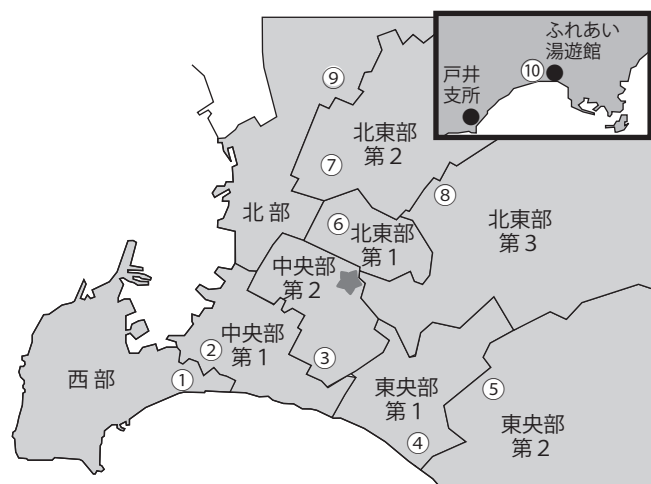 ふれあい
湯遊館
⑩
戸井
支所
⑨
北東部
第２
⑦
⑧
北部
⑥
北東部
第１
北東部
第３
中央部
第２
中央部
第１
②
③
西部
①
東央部
第１
⑤
④
東央部
第２